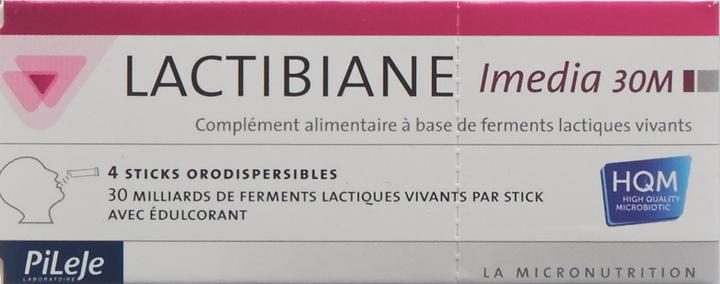 LACTIBIANE Imedia 30M
Complément alimentaire à base de ferments lactiques vivants
4 STICKS ORODISPERSIBLES
30 MILLIARDS DE FERMENTS LACTIQUES VIVANTS PAR STICK
AVEC ÉDULCORANT
HQM
HIGH QUALITY
MICROBIOTIC
PiLeJe
LABORATOIRE
LA MICRONUTRITION